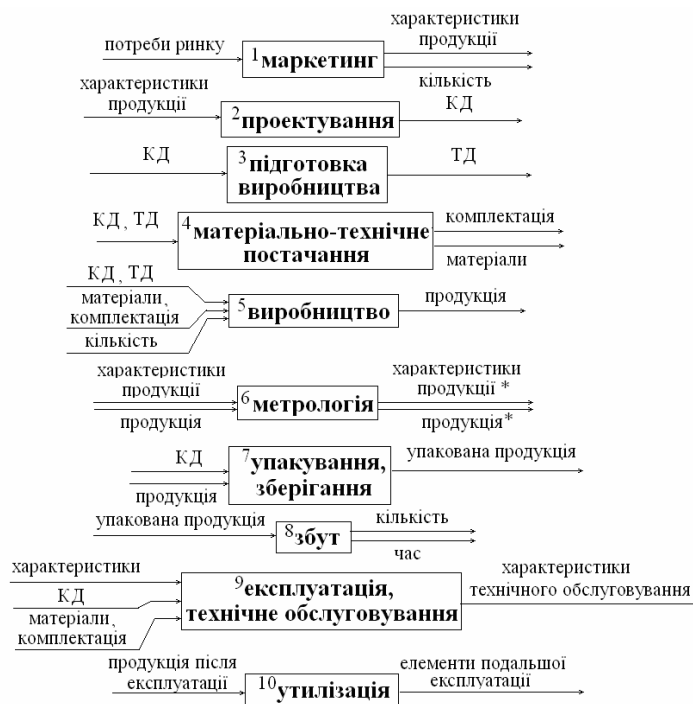 характеристики
продукції
потреби ринку
1маркетинг
кількість
характеристики
продукції
2проектування
КД
КД
3підготовка
виробництва
ТД
КД, ТД
4матеріально-технічне
постачання
комплектація
матеріали
КД, ТД
матеріали,
комплектація
кількість
5виробництво
продукція
характеристики
продукції
продукція
6метрологія
характеристики
продукції *
продукція*
КД
продукція
7упакування,
зберігання
упакована продукція
упакована продукція
8збут
кількість
час
характеристики
КД
матеріали,
комплектація
9експлуатація,
технічне обслуговування
характеристики
технічного обслуговування
продукція після
експлуатації
10утилізація
елементи подальшої
експлуатації